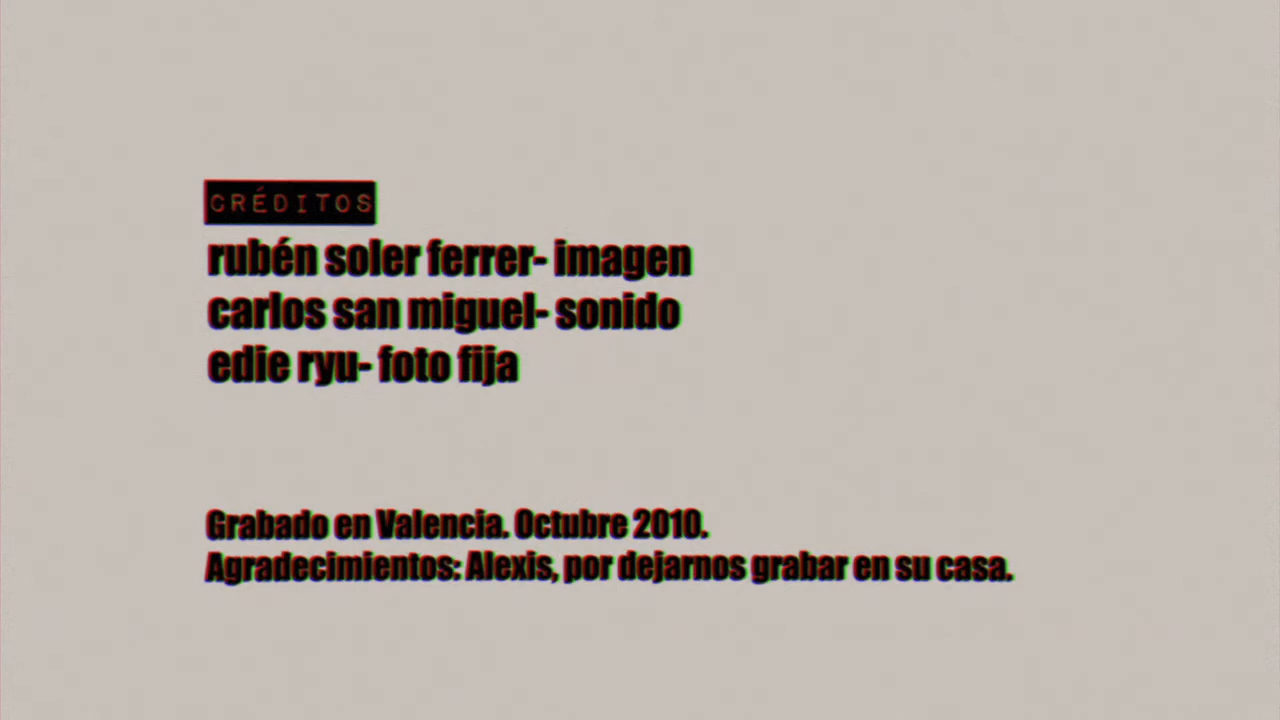 CRÉDITOS
rubén soler ferrer- imagen
carlos san miguel- sonido
edie ryu- foto fija
Grabado en Valencia. Octubre 2010.
Agradecimientos: Alexis, por dejarnos grabar en su casa.